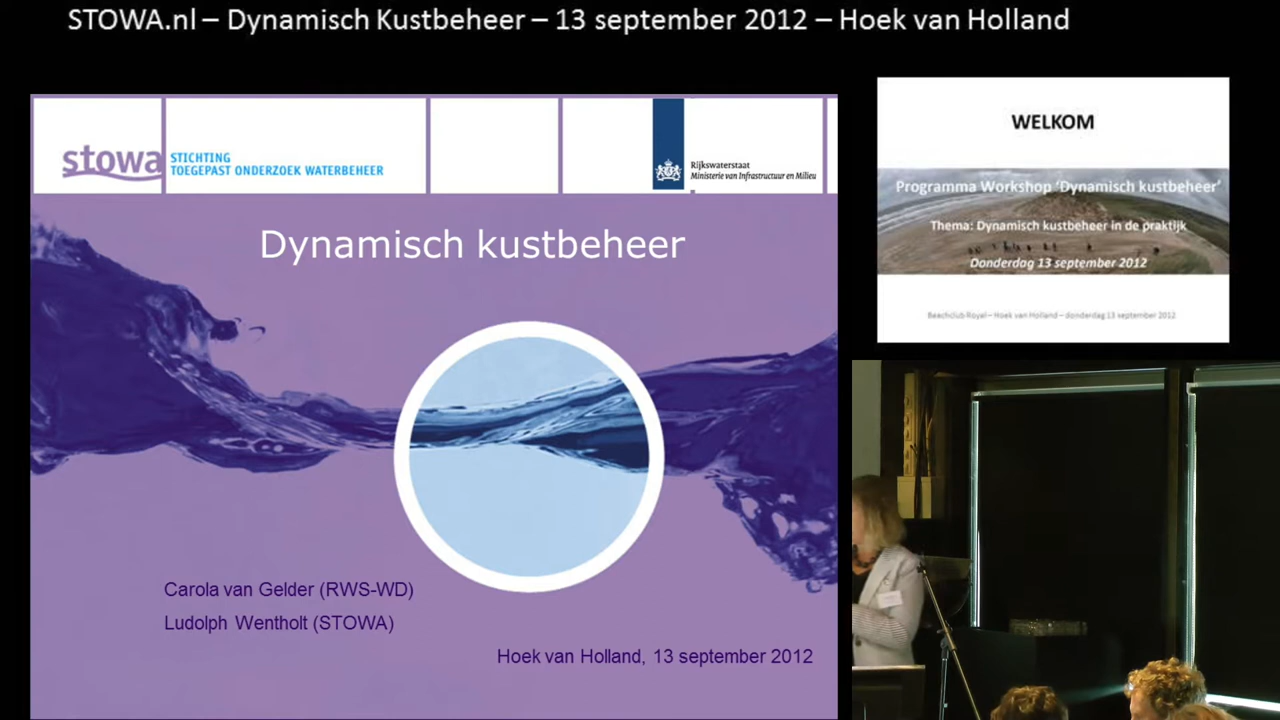 STOWA.nl – Dynamisch Kustbeheer – 13 september 2012 – Hoek van Holland
stowa
STICHTING
TOEGEPAST ONDERZOEK WATERBEHEER
Rijkswaterstaat
Ministerie van Infrastructuur en Milieu
Dynamisch kustbeheer
Carola van Gelder (RWS-WD)
Ludolph Wentholt (STOWA)
Hoek van Holland, 13 september 2012
WELKOM
Programma Workshop ‘Dynamisch kustbeheer’
Thema: Dynamisch kustbeheer in de praktijk
Donderdag 13 september 2012
Beachclub Royal – Hoek van Holland – donderdag 13 september 2012